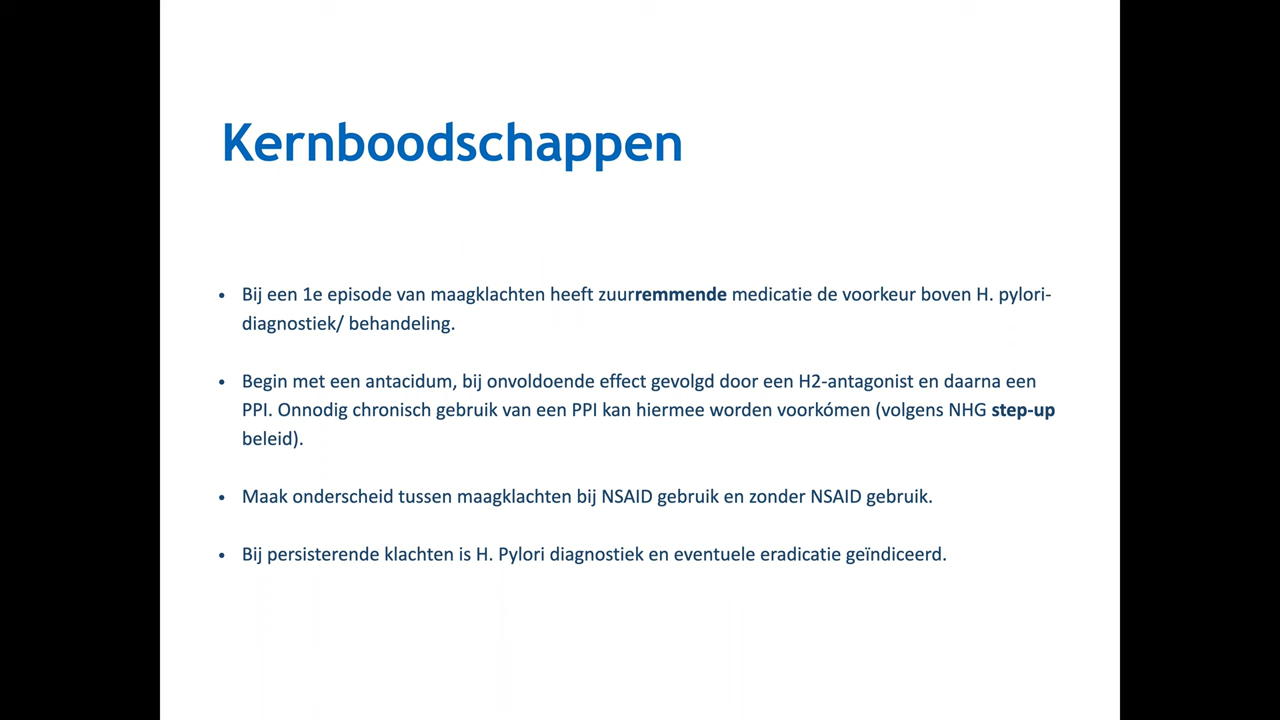 Kernboodschappen
• Bij een 1e episode van maagklachten heeft zuurremmende medicatie de voorkeur boven H. pylori-
diagnostiek/ behandeling.
• Begin met een antacidum, bij onvoldoende effect gevolgd door een H2-antagonist en daarna een
PPI. Onnodig chronisch gebruik van een PPI kan hiermee worden voorkómen (volgens NHG step-up
beleid).
• Maak onderscheid tussen maagklachten bij NSAID gebruik en zonder NSAID gebruik.
• Bij persisterende klachten is H. Pylori diagnostiek en eventuele eradicatie geïndiceerd.